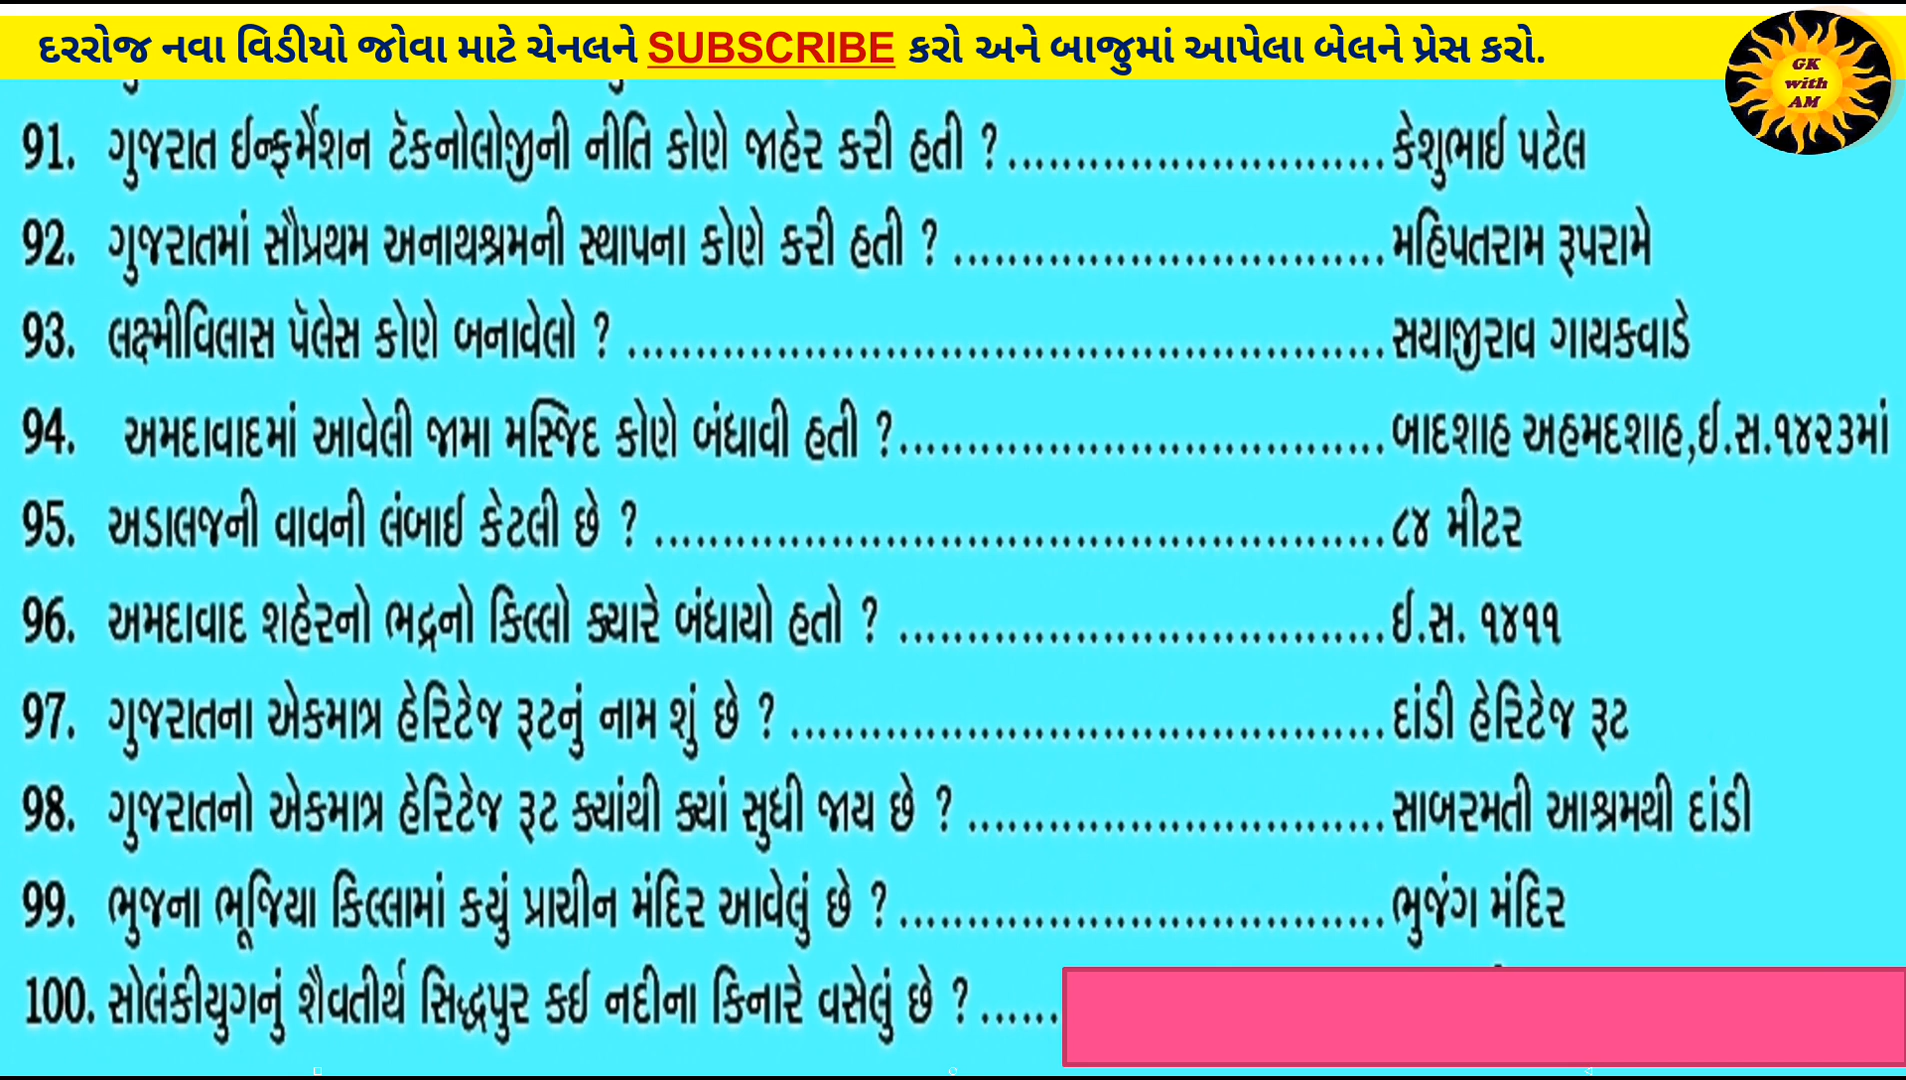 દરરોજ નવા વિડીયો જોવા માટે ચેનલને SUBSCRIBE કરો અને બાજુમાં આપેલા બેલને પ્રેસ કરો.
GK
with
AM
91. ગુજરાત ઈન્ફર્મેશન ટૅકનોલોજીની નીતિ કોણે જાહેર કરી હતી ?............................કેશુભાઈ પટેલ
92. ગુજરાતમાં સૌપ્રથમ અનાથશ્રમની સ્થાપના કોણે કરી હતી ? ................................મહિપતરામ રૂપરામે
93. લક્ષ્મીવિલાસ પૅલેસ કોણે બનાવેલો ? ........................................................સયાજીરાવ ગાયકવાડે
94. અમદાવાદમાં આવેલી જામા મસ્જિદ કોણે બંધાવી હતી ?....................................બાદશાહ અહમદશાહ,ઈ.સ.૧૪૨૩માં
95. અડાલજની વાવની લંબાઈ કેટલી છે ? ......................................................૮૪ મીટર
96. અમદાવાદ શહેરનો ભદ્રનો કિલ્લો ક્યારે બંધાયો હતો ? ....................................ઈ.સ. ૧૪૧૧
97. ગુજરાતના એકમાત્ર હેરિટેજ રૂટનું નામ શું છે ? ............................................દાંડી હેરિટેજ રૂટ
98. ગુજરાતનો એકમાત્ર હેરિટેજ રૂટ ક્યાંથી ક્યાં સુધી જાય છે ? ...............................સાબરમતી આશ્રમથી દાંડી
99. ભુજના ભૂજિયા કિલ્લામાં કયું પ્રાચીન મંદિર આવેલું છે ?....................................ભુજંગ મંદિર
100. સોલંકીયુગનું શૈવતીર્થ સિદ્ધપુર કઈ નદીના કિનારે વસેલું છે ?......